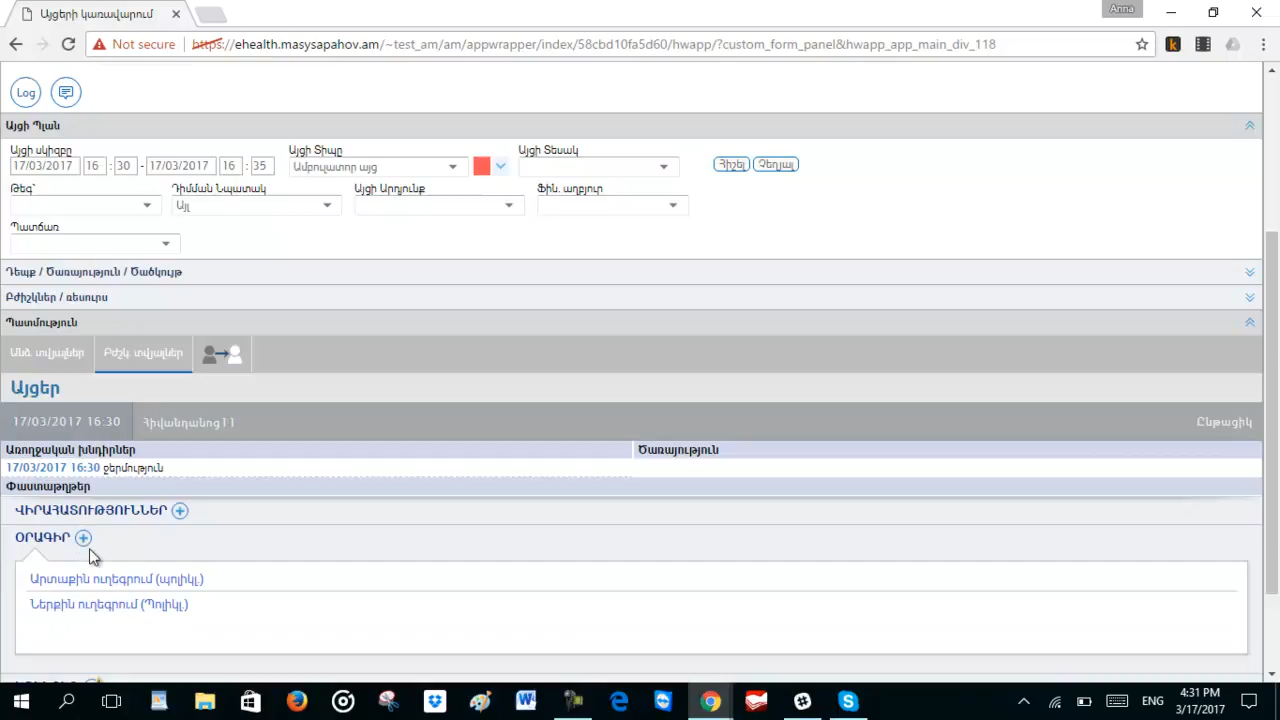 Այցերի կառավարում
Anna
Not secure https://ehealth.masysapahov.am/~test_am/am/appwrapper/index/58cbd10fa5d60/hwapp/?custom_form_panel&hwapp_app_main_div_118
Log
Այցի Պլան
Այցի սկիզբը Այցի Տիպը Այցի Տեսակ
17/03/2017 16 : 30 - 17/03/2017 16 : 35 Ամբուլատոր այց Հիշել Չեղյալ
Թեգ՝ Դիմման Նպատակ Այցի Արդյունք Ֆին. աղբյուր
Այլ
Պատճառ
Դեպք / Ծառայություն / Ծածկույթ
Բժիշկներ / ռեսուրս
Պատմություն
Անձ. տվյալներ Բժշկ. տվյալներ
Այցեր
17/03/2017 16:30 Հիվանդանոց11 Ընթացիկ
Առողջական խնդիրներ Ծառայություն
17/03/2017 16:30 ջերմություն
Փաստաթղթեր
ՎԻՐԱՀԱՏՈՒԹՅՈՒՆՆԵՐ
ՕՐԱԳԻՐ
Արտաքին ուղեգրում (պոլիկլ.)
Ներքին ուղեգրում (Պոլիկլ.)
ENG
4:31 PM
3/17/2017